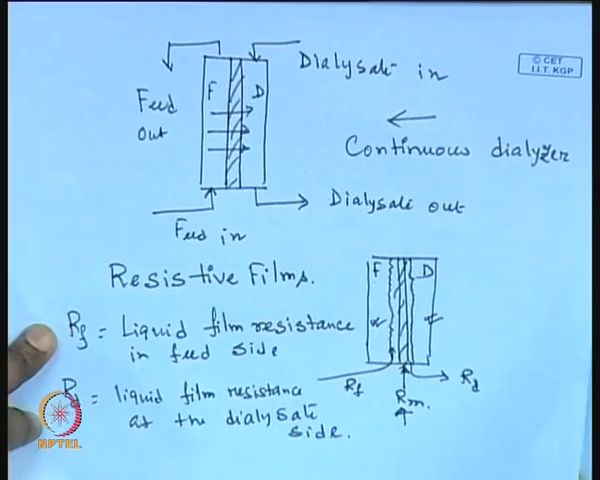 Dialysate in
© CET
I.I.T. KGP
F
D
Feed
out
Continuous dialyzer
Dialysate out
Feed in
Resistive Films.
F
D
Rf = Liquid film resistance
in feed side
Rf
Rm.
Rd
Rd = liquid film resistance
at the dialysate
side.
NPTEL